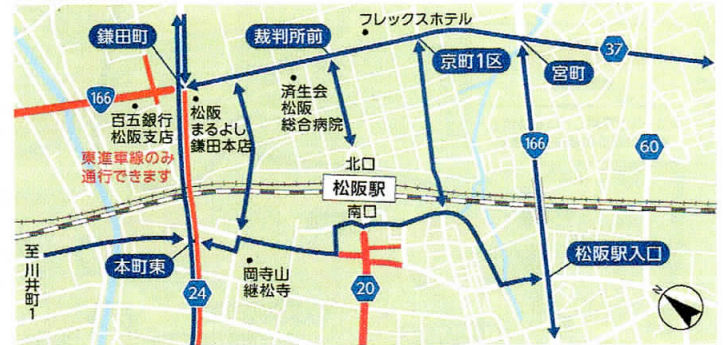 フレックスホテル
鎌田町
裁判所前
京町1区
宮町
37
166
百五銀行
松阪支店
松阪
まるよし
鎌田本店
済生会
松阪
総合病院
東進車線のみ
通行できます
北口
松阪駅
南口
166
60
至川井町1
本町東
岡寺山
継松寺
松阪駅入口
24
20
N